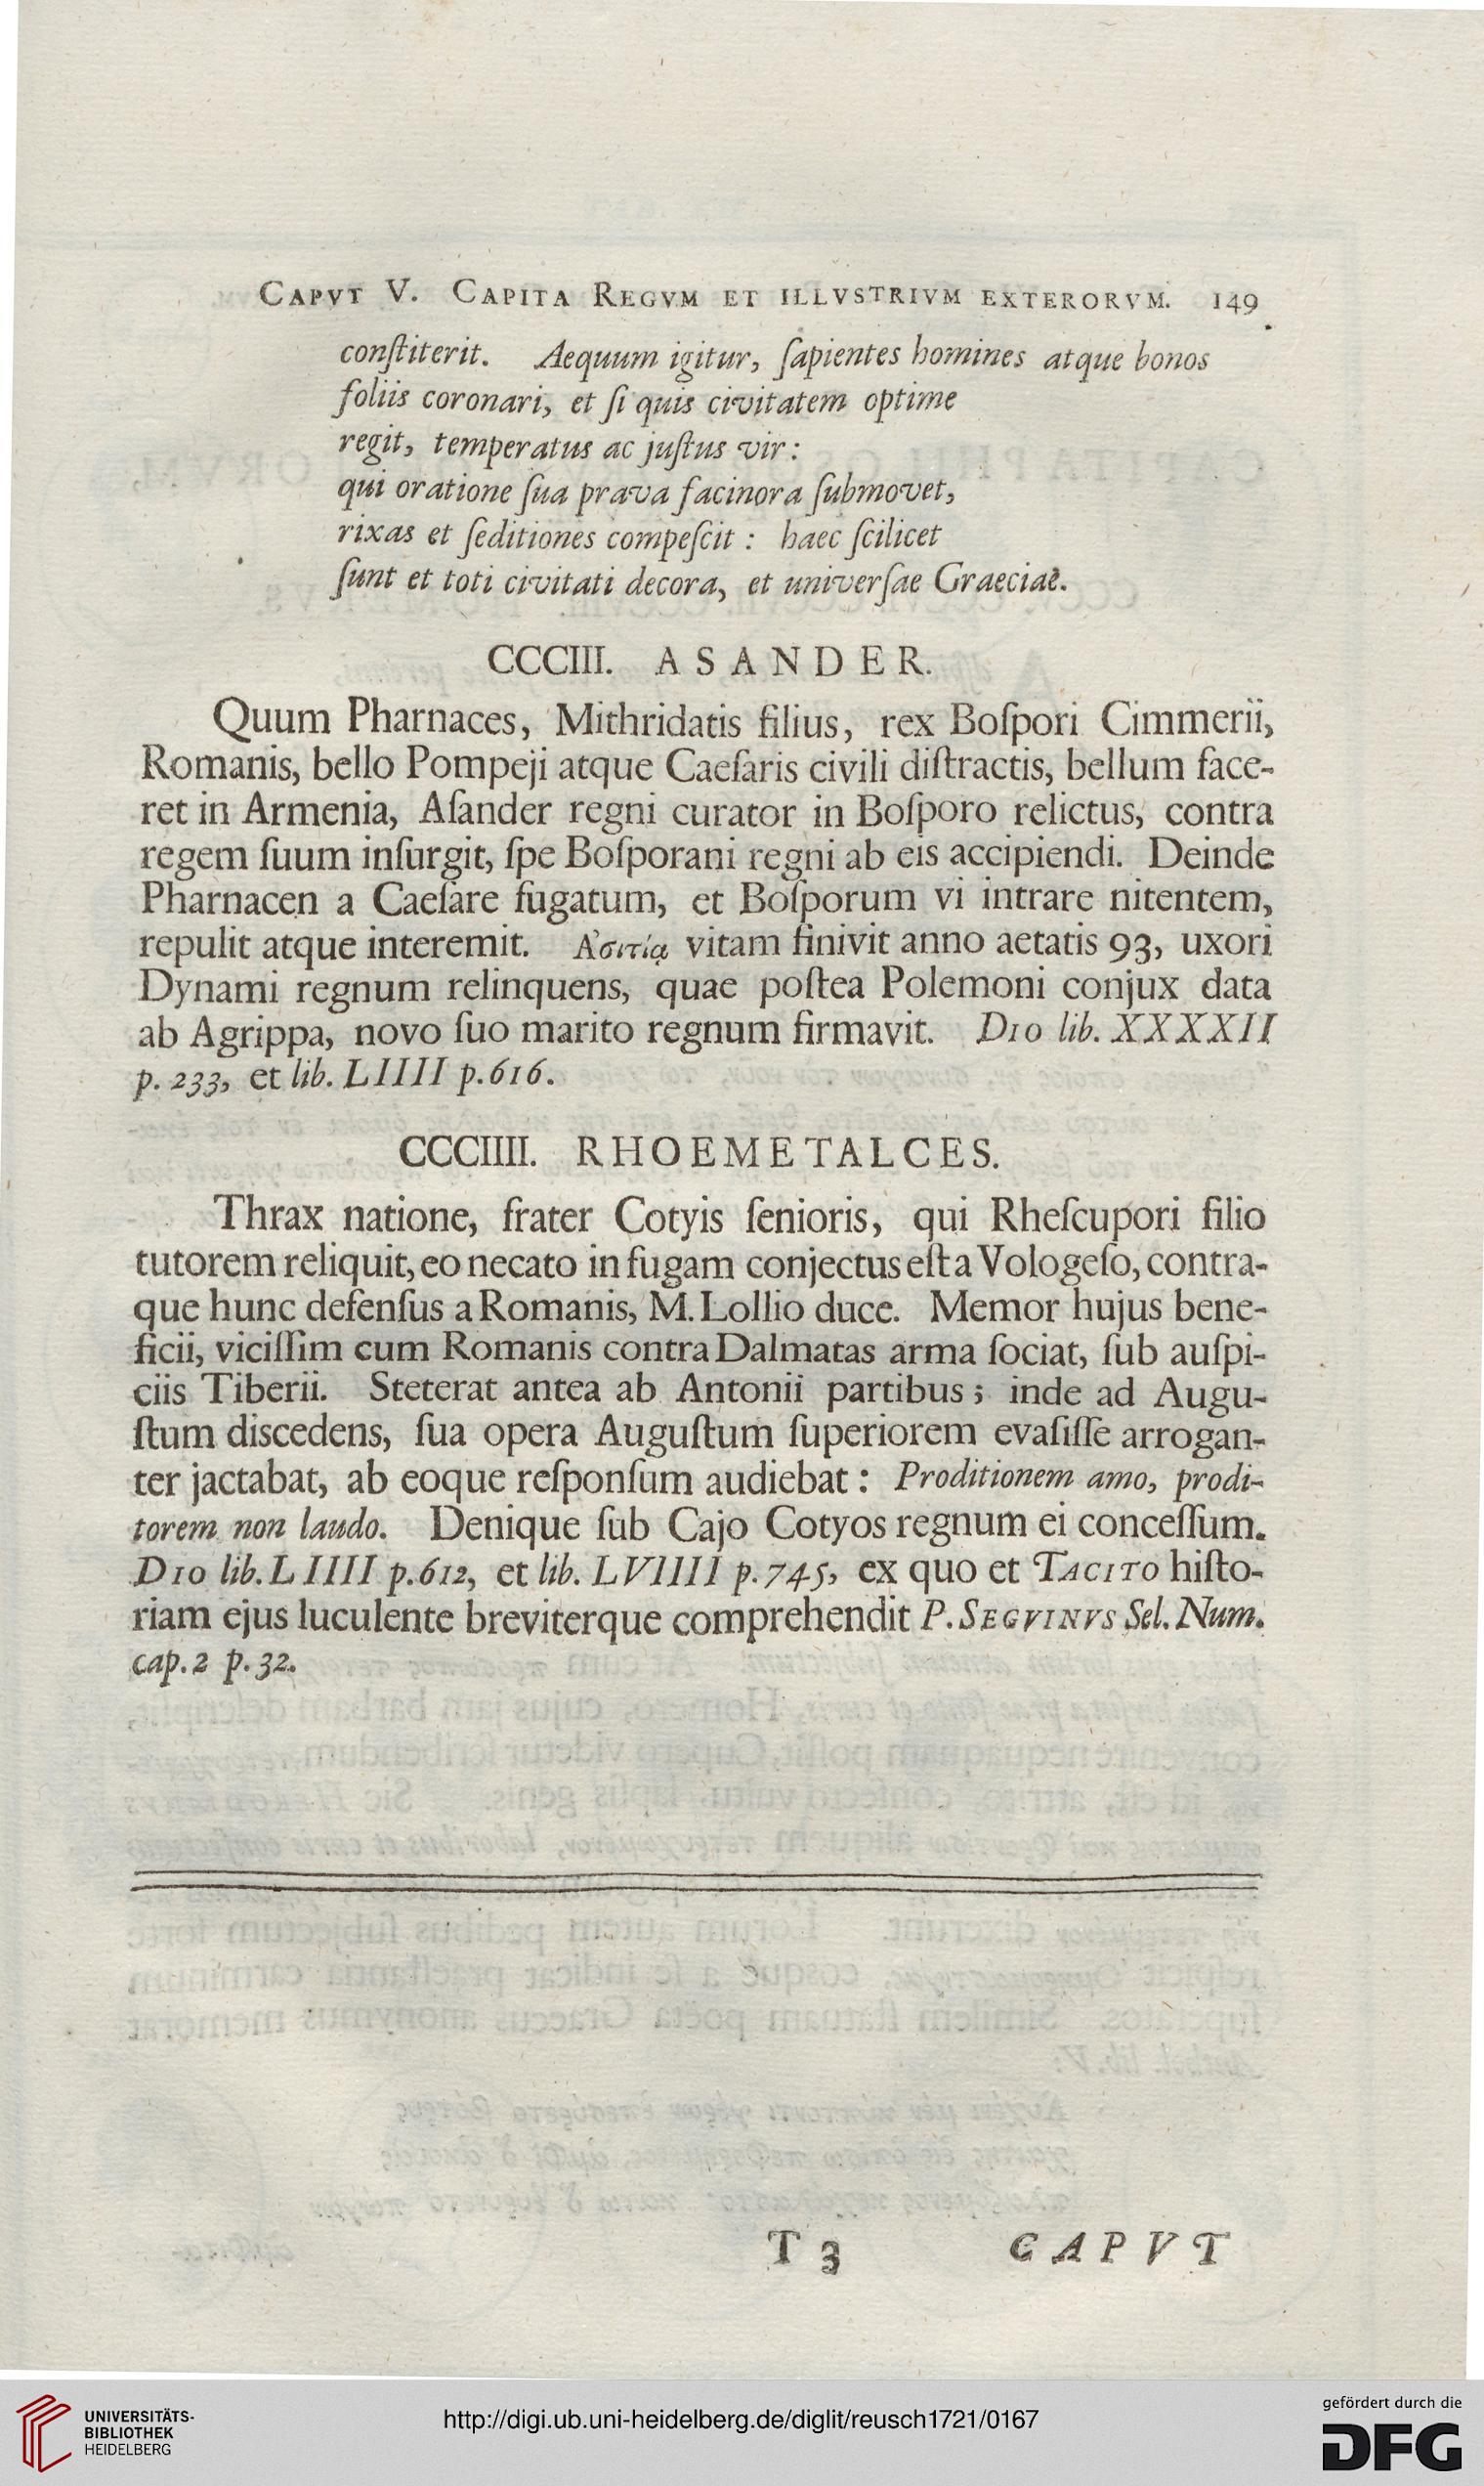 CAPVT V. CAPITA REGVM ET ILLVSTRIVM EXTERORVM. 149
conſtiterit. Aequum igitur, ſapientes homines atque bonos
foliis coronari, et ſi quis civitatem optime
regit, temperatus ac juſtus vir:
qui oratione ſua prava facinora ſubmovet,
rixas et ſeditiones compeſcit : haec ſcilicet
ſunt et toti civitati decora, et univerſae Graeciae.
CCCIII. ASANDER.
Quum Pharnaces, Mithridatis filius, rex Boſpori Cimmerii,
Romanis, bello Pompeji atque Caeſaris civili diſtractis, bellum face-
ret in Armenia, Aſander regni curator in Boſporo relictus, contra
regem ſuum inſurgit, ſpe Boſporani regni ab eis accipiendi. Deinde
Pharnacen a Caeſare fugatum, et Boſporum vi intrare nitentem,
repulit atque interemit. Ἀσιτίᾳ vitam finivit anno aetatis 93, uxori
Dynami regnum relinquens, quae poſtea Polemoni conjux data
ab Agrippa, novo ſuo marito regnum firmavit. DIO lib. XXXXII
p. 233, et lib. LIIII p. 616.
CCCIIII. RHOEMETALCES.
Thrax natione, frater Cotyis ſenioris, qui Rheſcupori filio
tutorem reliquit, eo necato in fugam conjectus eſt a Vologeſo, contra-
que hunc defenſus a Romanis, M. Lollio duce. Memor hujus bene-
ficii, viciſſim cum Romanis contra Dalmatas arma ſociat, ſub auſpi-
ciis Tiberii. Steterat antea ab Antonii partibus; inde ad Augu-
ſtum discedens, ſua opera Auguſtum ſuperiorem evaſiſſe arrogan-
ter jactabat, ab eoque reſponſum audiebat : Proditionem amo, prodi-
torem non laudo. Denique ſub Cajo Cotyos regnum ei conceſſum.
DIO lib. LIIII p. 612, et lib. LVIIII p. 745, ex quo et TACITO hiſto-
riam ejus luculente breviterque comprehendit P. SEGVINVS Sel. Num.
cap. 2 p. 32.
T 3 CAPVT
UNIVERSITÄTS-
BIBLIOTHEK
HEIDELBERG
http://digi.ub.uni-heidelberg.de/diglit/reusch1721/0167
gefördert durch die
DFG